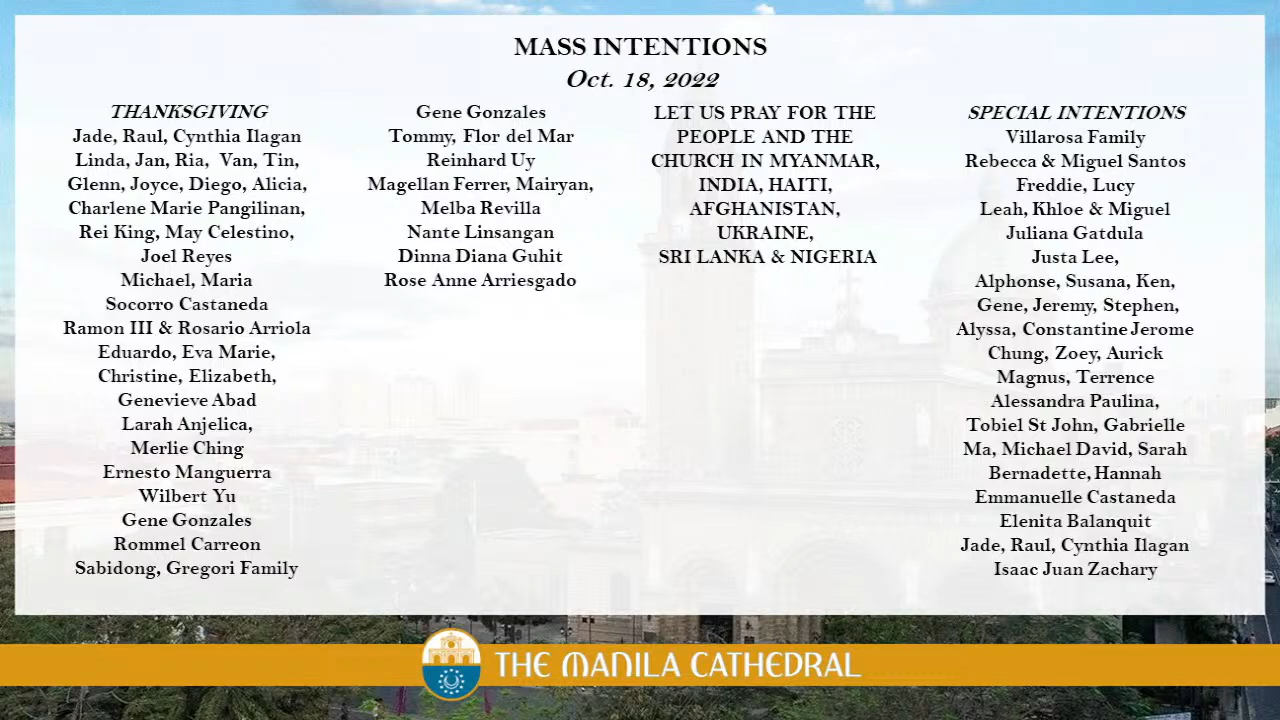 MASS INTENTIONS
Oct. 18, 2022
THANKSGIVING
Jade, Raul, Cynthia Ilagan
Linda, Jan, Ria, Van, Tin,
Glenn, Joyce, Diego, Alicia,
Charlene Marie Pangilinan,
Rei King, May Celestino,
Joel Reyes
Michael, Maria
Socorro Castaneda
Ramon III & Rosario Arriola
Eduardo, Eva Marie,
Christine, Elizabeth,
Genevieve Abad
Larah Anjelica,
Merlie Ching
Ernesto Manguerra
Wilbert Yu
Gene Gonzales
Rommel Carreon
Sabidong, Gregori Family
Gene Gonzales
Tommy, Flor del Mar
Reinhard Uy
Magellan Ferrer, Mairyan,
Melba Revilla
Nante Linsangan
Dinna Diana Guhit
Rose Anne Arriesgado
LET US PRAY FOR THE
PEOPLE AND THE
CHURCH IN MYANMAR,
INDIA, HAITI,
AFGHANISTAN,
UKRAINE,
SRI LANKA & NIGERIA
SPECIAL INTENTIONS
Villarosa Family
Rebecca & Miguel Santos
Freddie, Lucy
Leah, Khloe & Miguel
Juliana Gatdula
Justa Lee,
Alphonse, Susana, Ken,
Gene, Jeremy, Stephen,
Alyssa, Constantine Jerome
Chung, Zoey, Aurick
Magnus, Terrence
Alessandra Paulina,
Tobiel St John, Gabrielle
Ma, Michael David, Sarah
Bernadette, Hannah
Emmanuelle Castaneda
Elenita Balanquit
Jade, Raul, Cynthia Ilagan
Isaac Juan Zachary
THE MANILA CATHEDRAL